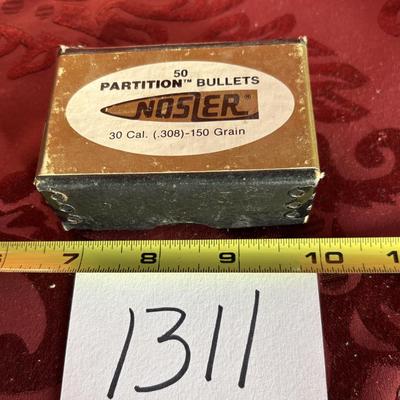 50
PARTITION™ BULLETS
NOSLER®
30 Cal. (.308)-150 Grain
7 8 9 10
1311